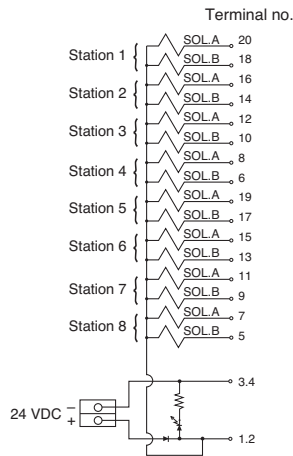 Terminal no.
Station 1
SOL.A 20
SOL.B 18
Station 2
SOL.A 16
SOL.B 14
Station 3
SOL.A 12
SOL.B 10
Station 4
SOL.A 8
SOL.B 6
Station 5
SOL.A 19
SOL.B 17
Station 6
SOL.A 15
SOL.B 13
Station 7
SOL.A 11
SOL.B 9
Station 8
SOL.A 7
SOL.B 5
3.4
24 VDC – +
1.2